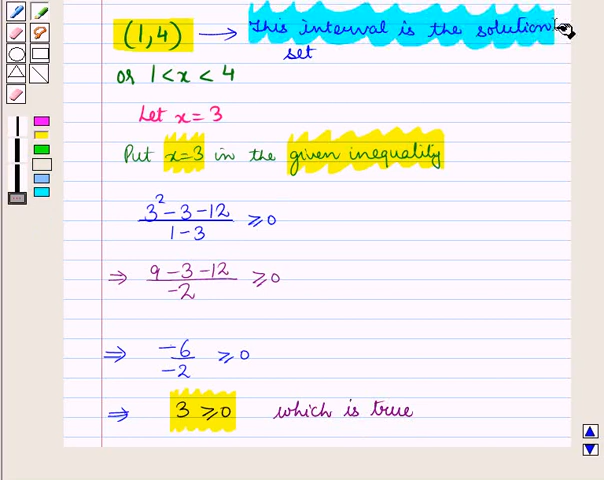 (1,4) → This interval is the solution
set
or 1 < x < 4
Let x = 3
Put x=3 in the given inequality
3² - 3 - 12 / 1 - 3 ⩾ 0
⇒ 9 - 3 - 12 / -2 ⩾ 0
⇒ -6 / -2 ⩾ 0
⇒ 3 ⩾ 0 which is true